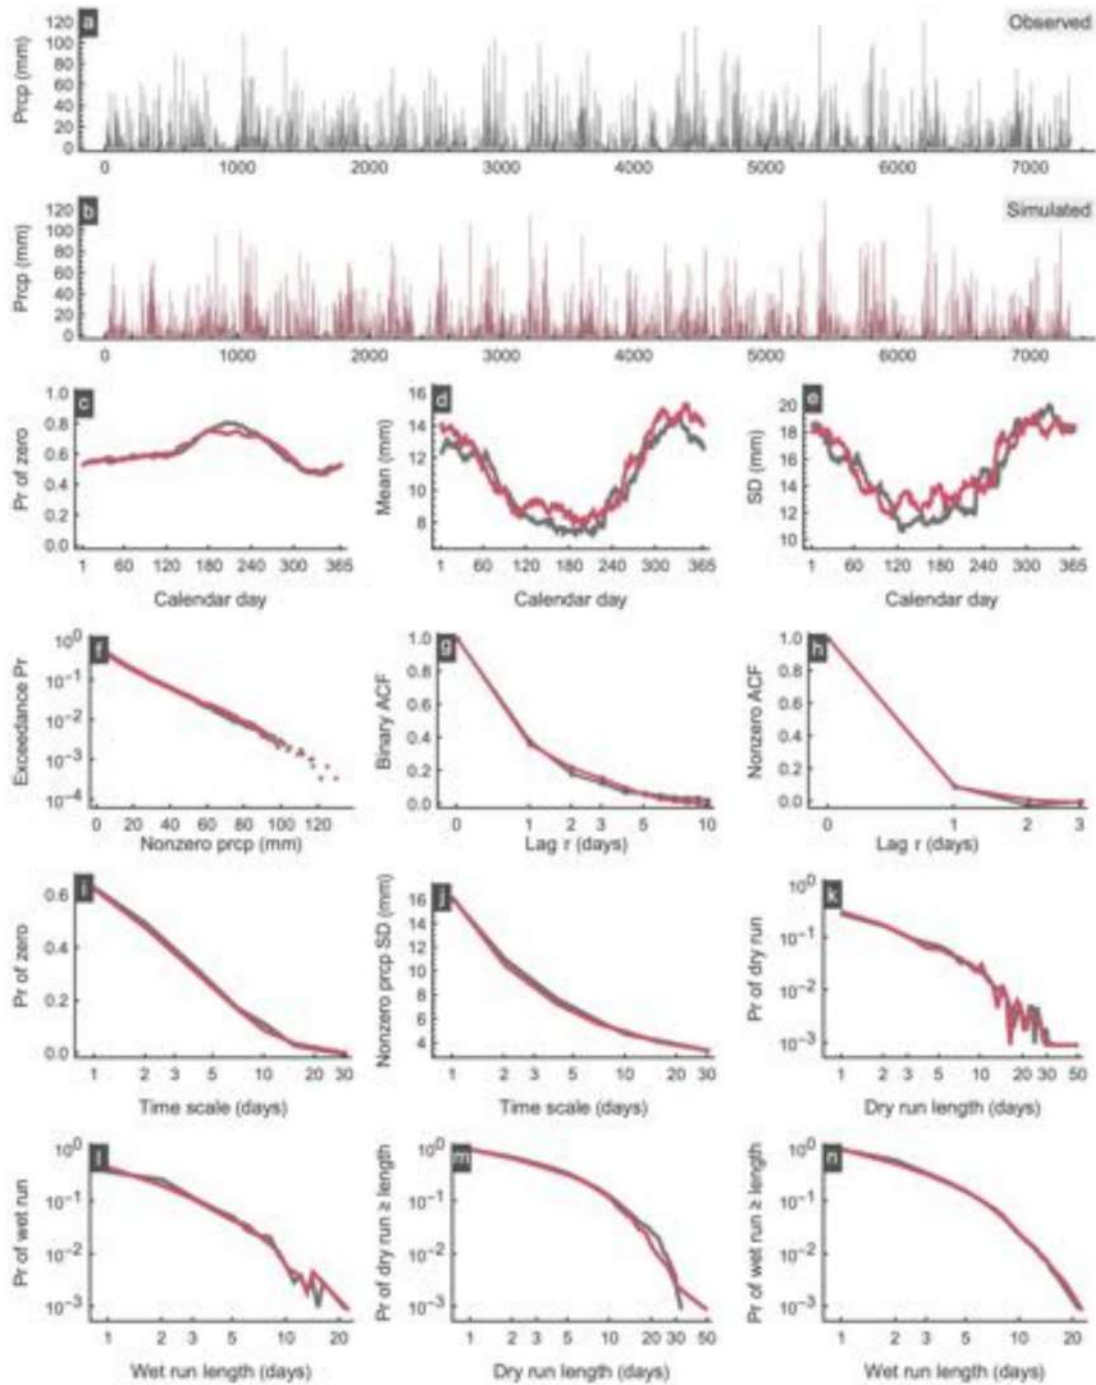 a
Observed
Prcp (mm)
120
100
80
60
40
20
0
0 1000 2000 3000 4000 5000 6000 7000
b
Simulated
Prcp (mm)
120
100
80
60
40
20
0
0 1000 2000 3000 4000 5000 6000 7000
c
Pr of zero
1.0
0.8
0.6
0.4
0.2
0.0
1 60 120 180 240 300 365
Calendar day
d
Mean (mm)
16
14
12
10
8
1 60 120 180 240 300 365
Calendar day
e
SD (mm)
20
18
16
14
12
10
1 60 120 180 240 300 365
Calendar day
f
Exceedance Pr
10⁰
10⁻¹
10⁻²
10⁻³
10⁻⁴
0 20 40 60 80 100 120
Nonzero prcp (mm)
g
Binary ACF
1.0
0.8
0.6
0.4
0.2
0.0
0 1 2 3 5 10
Lag τ (days)
h
Nonzero ACF
1.0
0.8
0.6
0.4
0.2
0.0
0 1 2 3
Lag τ (days)
i
Pr of zero
0.6
0.4
0.2
0.0
1 2 3 5 10 20 30
Time scale (days)
j
Nonzero prcp SD (mm)
16
14
12
10
8
6
4
1 2 3 5 10 20 30
Time scale (days)
k
Pr of dry run
10⁰
10⁻¹
10⁻²
10⁻³
1 2 3 5 10 20 30 50
Dry run length (days)
l
Pr of wet run
10⁰
10⁻¹
10⁻²
10⁻³
1 2 3 5 10 20
Wet run length (days)
m
Pr of dry run ≥ length
10⁰
10⁻¹
10⁻²
10⁻³
1 2 3 5 10 20 30 50
Dry run length (days)
n
Pr of wet run ≥ length
10⁰
10⁻¹
10⁻²
10⁻³
1 2 3 5 10 20
Wet run length (days)